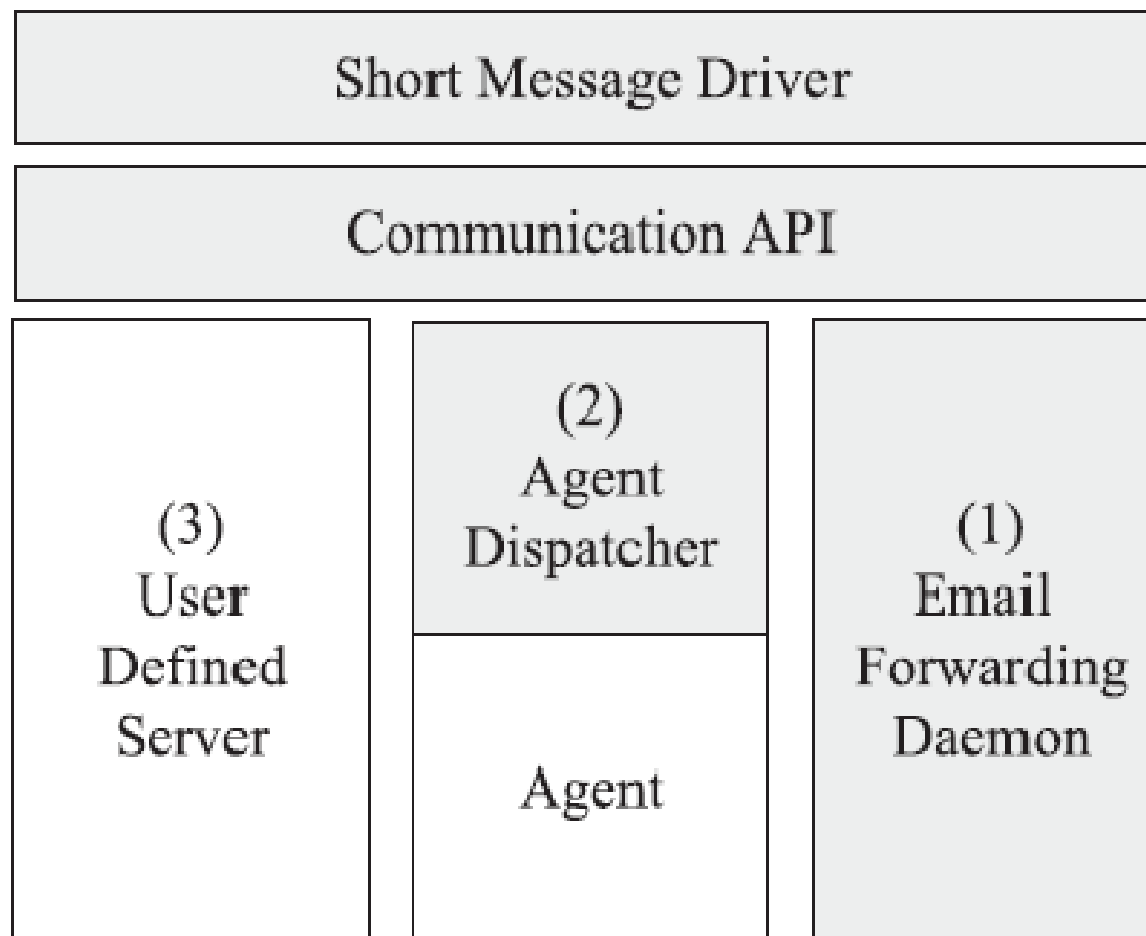 Short Message Driver
Communication API
(3)
User
Defined
Server
(2)
Agent
Dispatcher
Agent
(1)
Email
Forwarding
Daemon